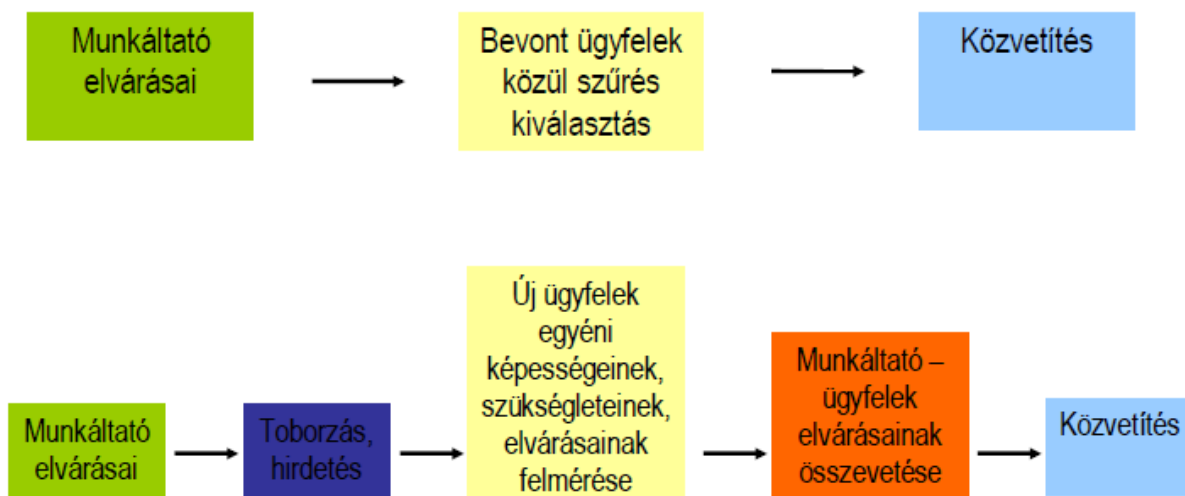 Munkáltató
elvárásai
Bevont ügyfelek
közül szűrés
kiválasztás
Közvetítés
Munkáltató
elvárásai
Toborzás,
hirdetés
Új ügyfelek
egyéni
képességeinek,
szükségleteinek,
elvárásainak
felmérése
Munkáltató –
ügyfelek
elvárásainak
összevetése
Közvetítés